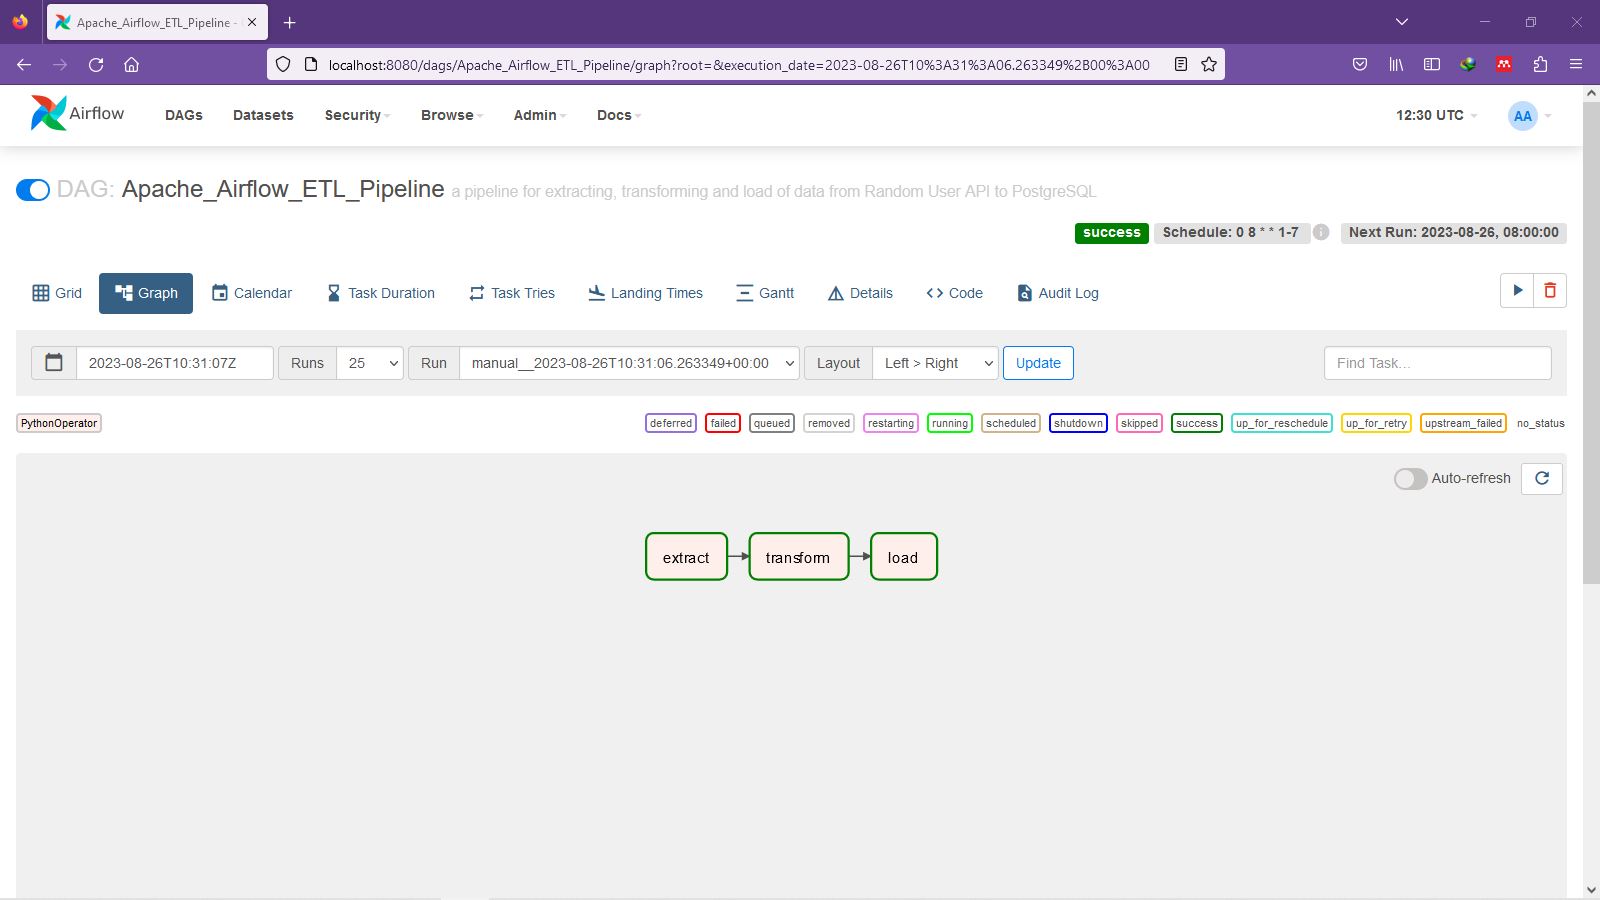 Apache_Airflow_ETL_Pipeline -
localhost:8080/dags/Apache_Airflow_ETL_Pipeline/graph?root=&execution_date=2023-08-26T10%3A31%3A06.263349%2B00%3A00
Airflow DAGs Datasets Security Browse Admin Docs 12:30 UTC AA
DAG: Apache_Airflow_ETL_Pipeline a pipeline for extracting, transforming and load of data from Random User API to PostgreSQL
success Schedule: 0 8 * * 1-7 i Next Run: 2023-08-26, 08:00:00
Grid Graph Calendar Task Duration Task Tries Landing Times Gantt Details Code Audit Log
2023-08-26T10:31:07Z Runs 25 Run manual__2023-08-26T10:31:06.263349+00:00 Layout Left > Right Update Find Task...
PythonOperator deferred failed queued removed restarting running scheduled shutdown skipped success up_for_reschedule up_for_retry upstream_failed no_status
Auto-refresh
extract transform load